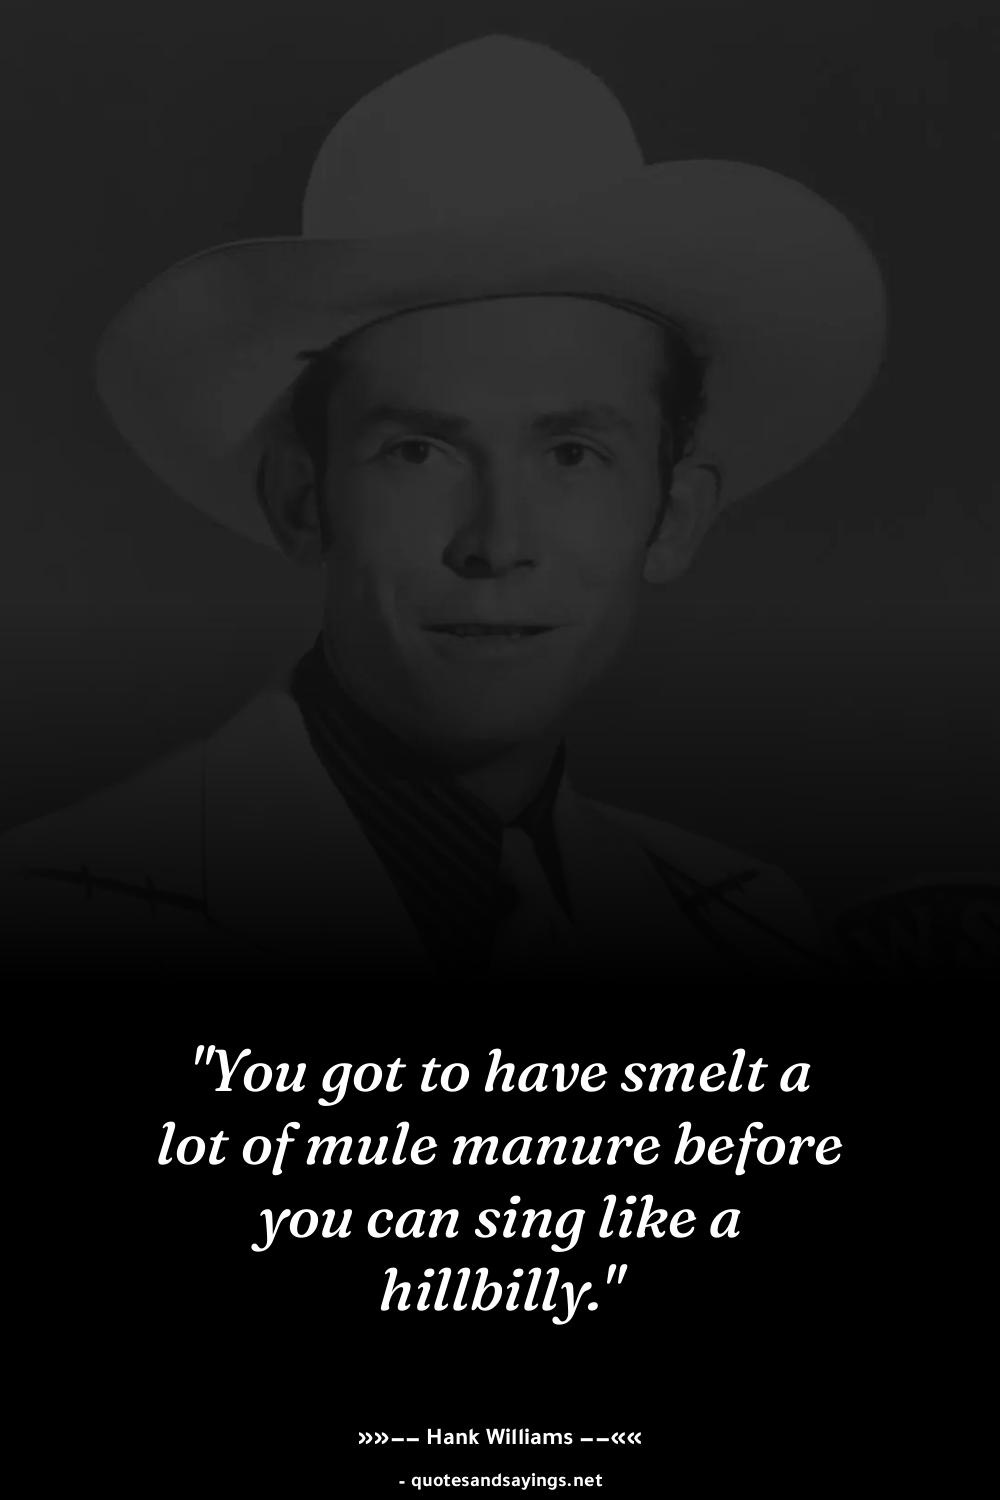 W S
"You got to have smelt a
lot of mule manure before
you can sing like a
hillbilly."
»»−− Hank Williams −−««
- quotesandsayings.net